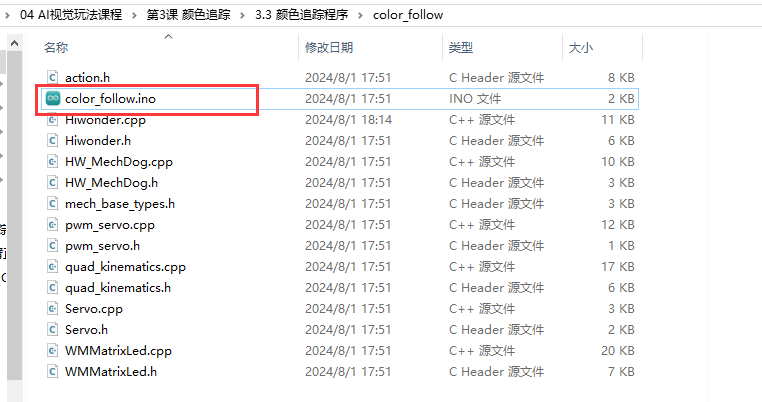 04 AI视觉玩法课程 > 第3课 颜色追踪 > 3.3 颜色追踪程序 > color_follow
名称 修改日期 类型 大小
action.h 2024/8/1 17:51 C Header 源文件 8 KB
color_follow.ino 2024/8/1 17:51 INO 文件 2 KB
Hiwonder.cpp 2024/8/1 18:14 C++ 源文件 11 KB
Hiwonder.h 2024/8/1 17:51 C Header 源文件 6 KB
HW_MechDog.cpp 2024/8/1 17:51 C++ 源文件 10 KB
HW_MechDog.h 2024/8/1 17:51 C Header 源文件 3 KB
mech_base_types.h 2024/8/1 17:51 C Header 源文件 3 KB
pwm_servo.cpp 2024/8/1 17:51 C++ 源文件 12 KB
pwm_servo.h 2024/8/1 17:51 C Header 源文件 1 KB
quad_kinematics.cpp 2024/8/1 17:51 C++ 源文件 17 KB
quad_kinematics.h 2024/8/1 17:51 C Header 源文件 6 KB
Servo.cpp 2024/8/1 17:51 C++ 源文件 3 KB
Servo.h 2024/8/1 17:51 C Header 源文件 2 KB
WMMatrixLed.cpp 2024/8/1 17:51 C++ 源文件 20 KB
WMMatrixLed.h 2024/8/1 17:51 C Header 源文件 7 KB